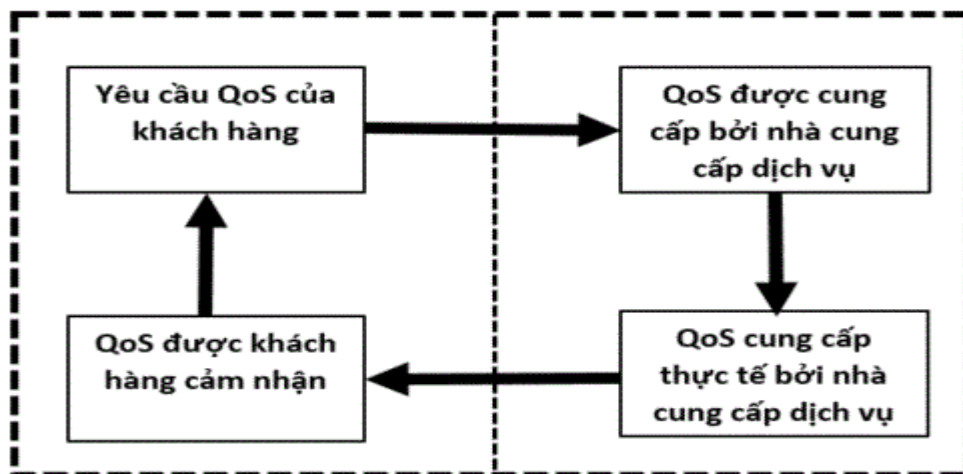 Yêu cầu QoS của
khách hàng
QoS được cung
cấp bởi nhà cung
cấp dịch vụ
QoS được khách
hàng cảm nhận
QoS cung cấp
thực tế bởi nhà
cung cấp dịch vụ